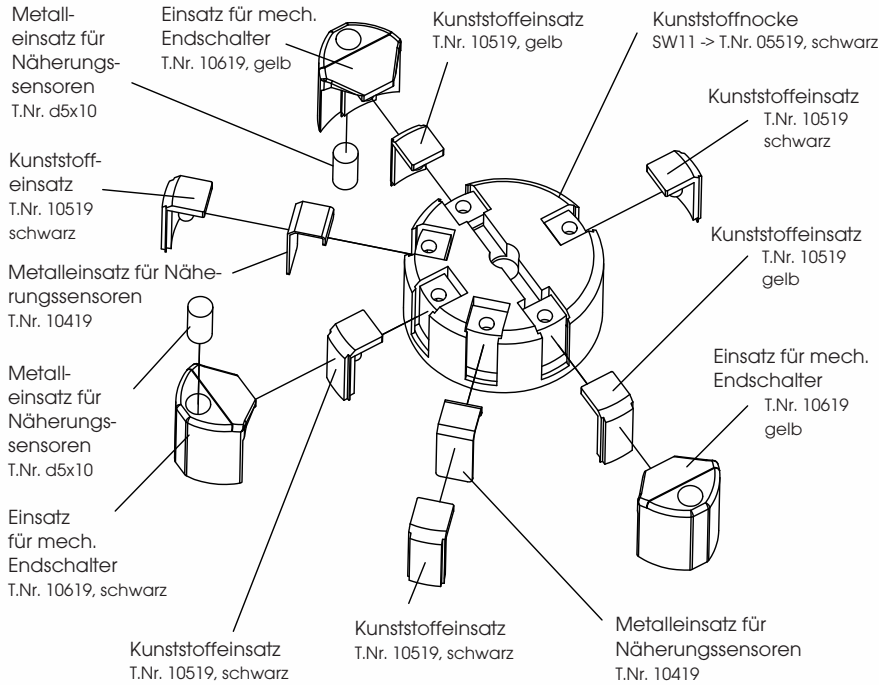 Metall-
einsatz für
Näherungs-
sensoren
T.Nr. d5x10
Einsatz für mech.
Endschalter
T.Nr. 10619, gelb
Kunststoffeinsatz
T.Nr. 10519, gelb
Kunststoffnocke
SW11 -> T.Nr. 05519, schwarz
Kunststoffeinsatz
T.Nr. 10519
schwarz
Kunststoff-
einsatz
T.Nr. 10519
schwarz
Kunststoffeinsatz
T.Nr. 10519
gelb
Metalleinsatz für Nähe-
rungssensoren
T.Nr. 10419
Metall-
einsatz für
Näherungs-
sensoren
T.Nr. d5x10
Einsatz für mech.
Endschalter
T.Nr. 10619
gelb
Einsatz
für mech.
Endschalter
T.Nr. 10619, schwarz
Kunststoffeinsatz
T.Nr. 10519, schwarz
Kunststoffeinsatz
T.Nr. 10519, schwarz
Metalleinsatz für
Näherungssensoren
T.Nr. 10419